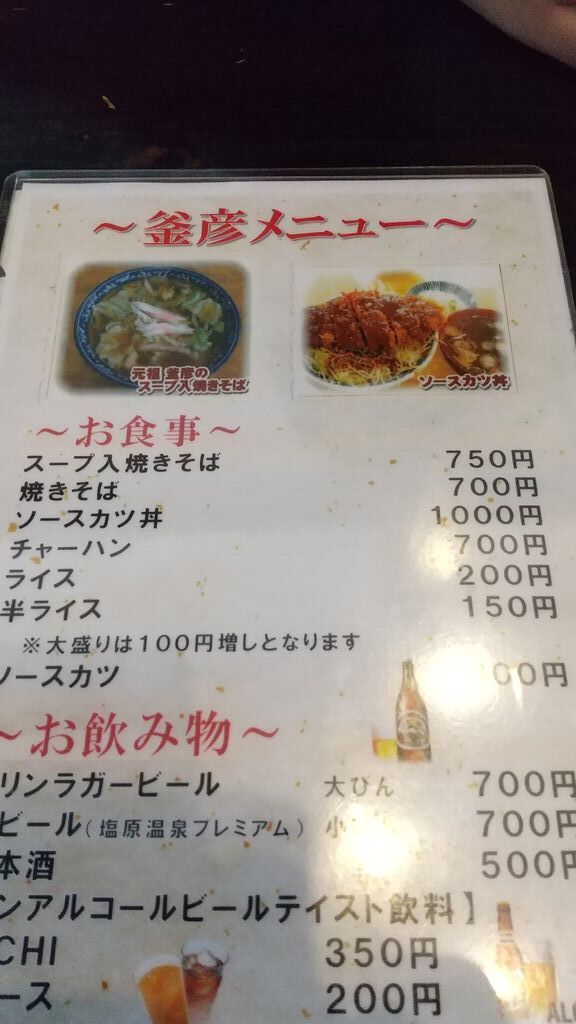 ～釜彦メニュー～
元祖 釜彦の
スープ入焼きそば
ソースカツ丼
～お食事～
スープ入焼きそば 750円
焼きそば 700円
ソースカツ丼 1000円
チャーハン 700円
ライス 200円
半ライス 150円
※大盛りは100円増しとなります
ソースカツ 00円
～お飲み物～
リンラガービール 大びん 700円
ビール(塩原温泉プレミアム) 小 700円
本酒 500円
ンアルコールビールテイスト飲料】
CHI 350円
ース 200円